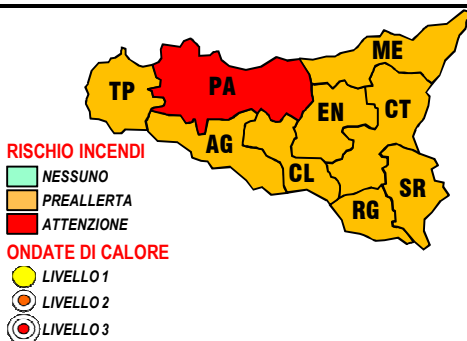 ME
TP
PA
EN
CT
AG
CL
SR
RG
RISCHIO INCENDI
NESSUNO
PREALLERTA
ATTENZIONE
ONDATE DI CALORE
LIVELLO 1
LIVELLO 2
LIVELLO 3